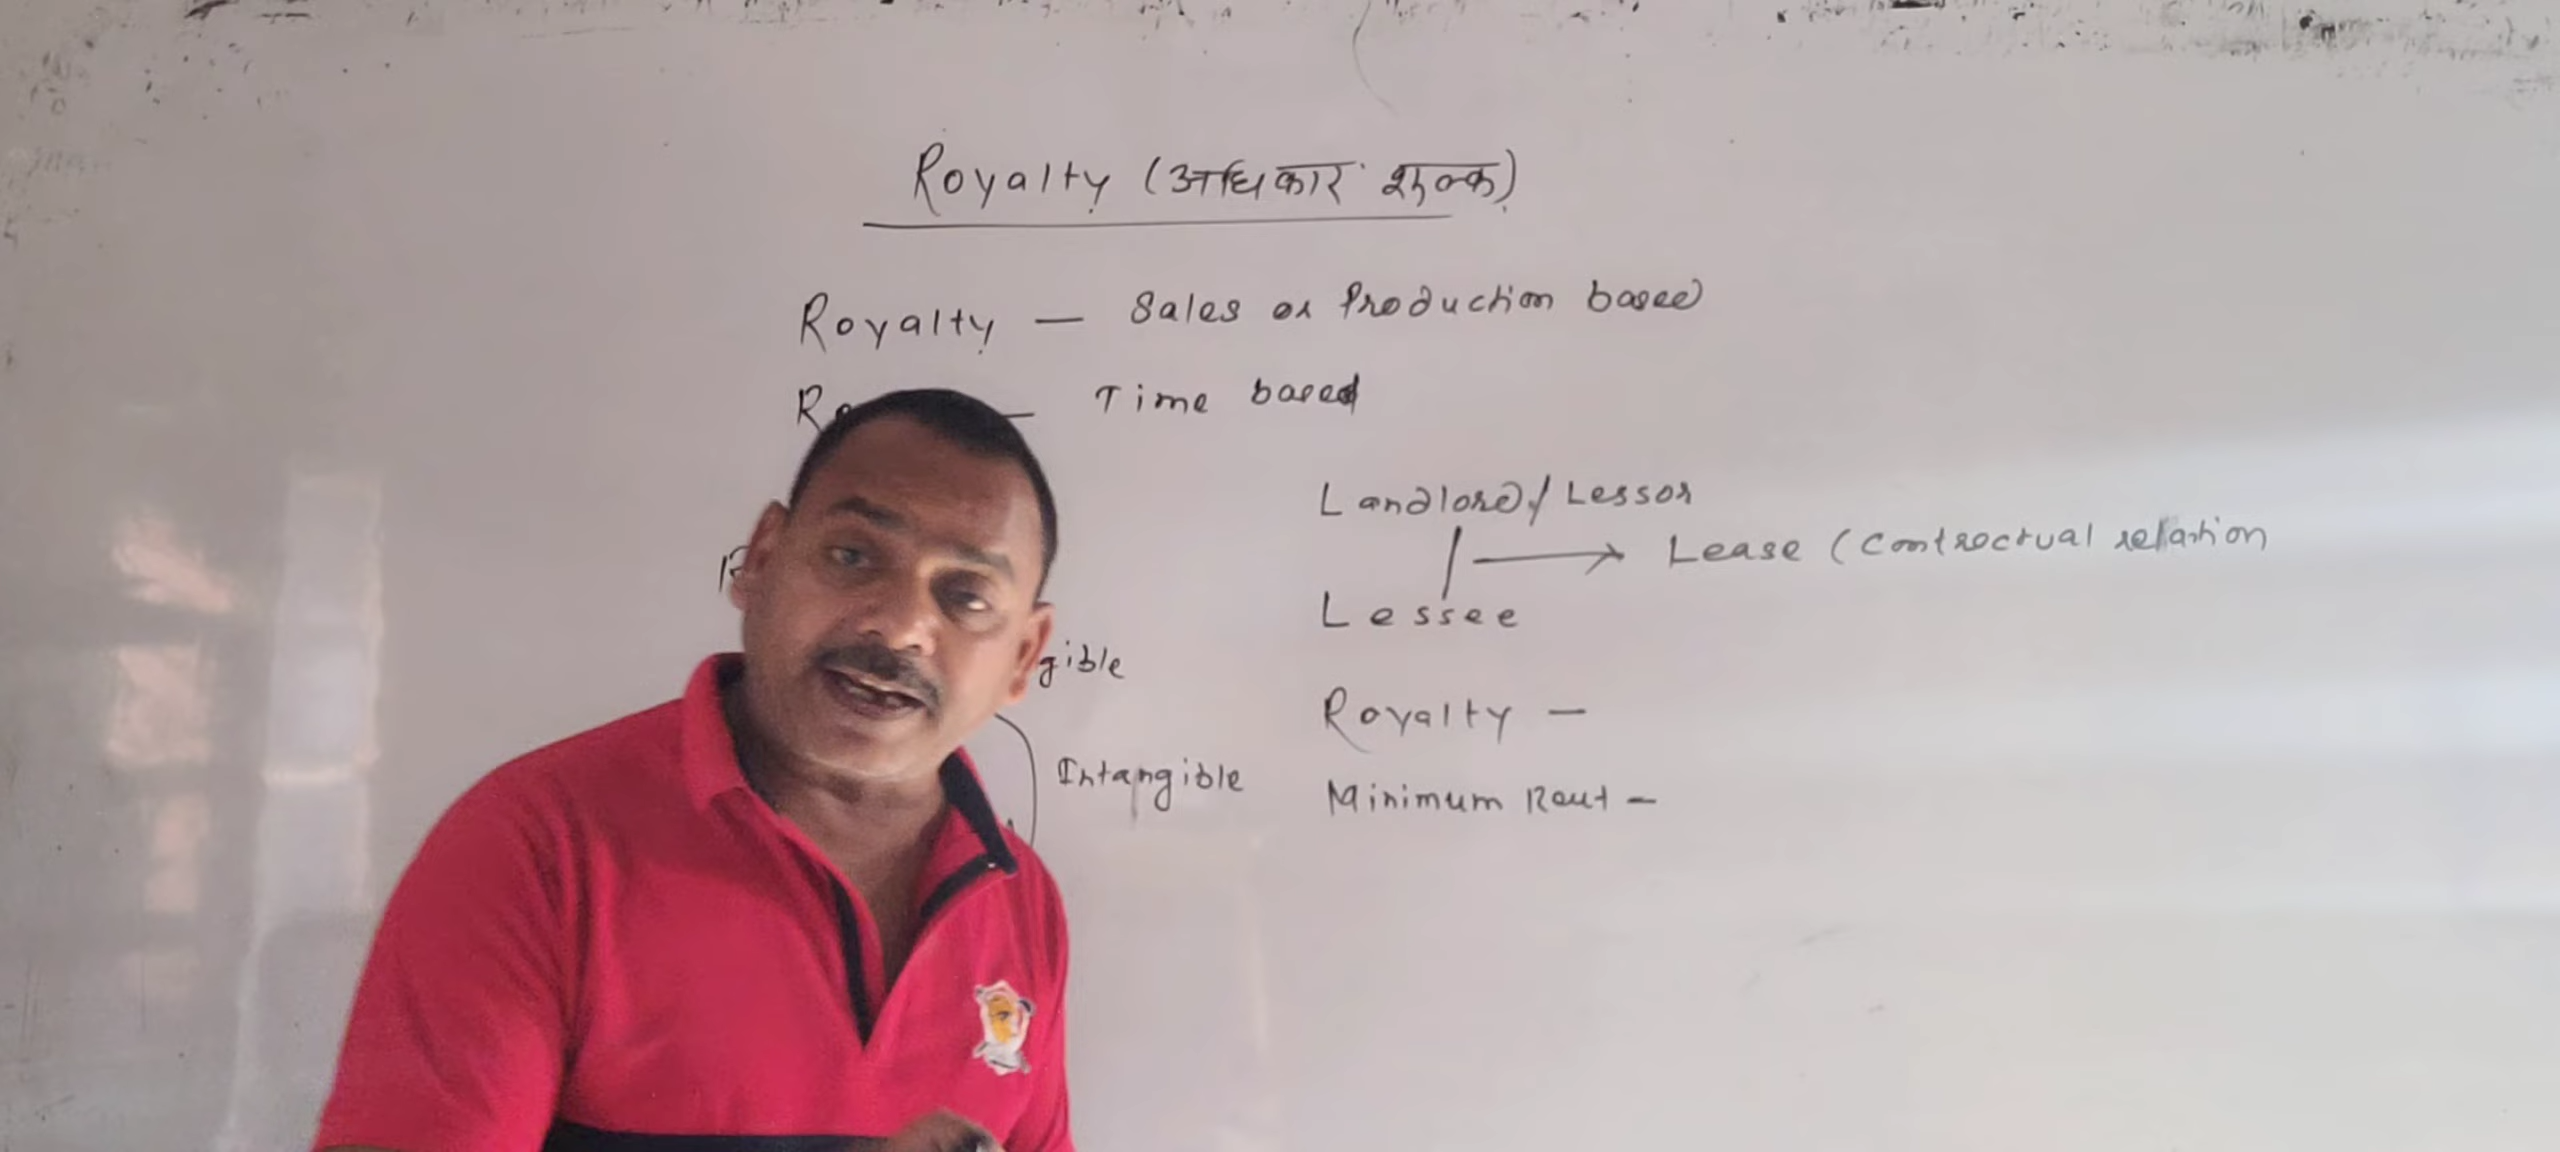 Royalty (अधिकार शुल्क)
Royalty — Sales or Production based
— Time based
Landlord / Lessor
Lease (Contractual relation
Lessee
Royalty —
Intangible
Minimum Rent —